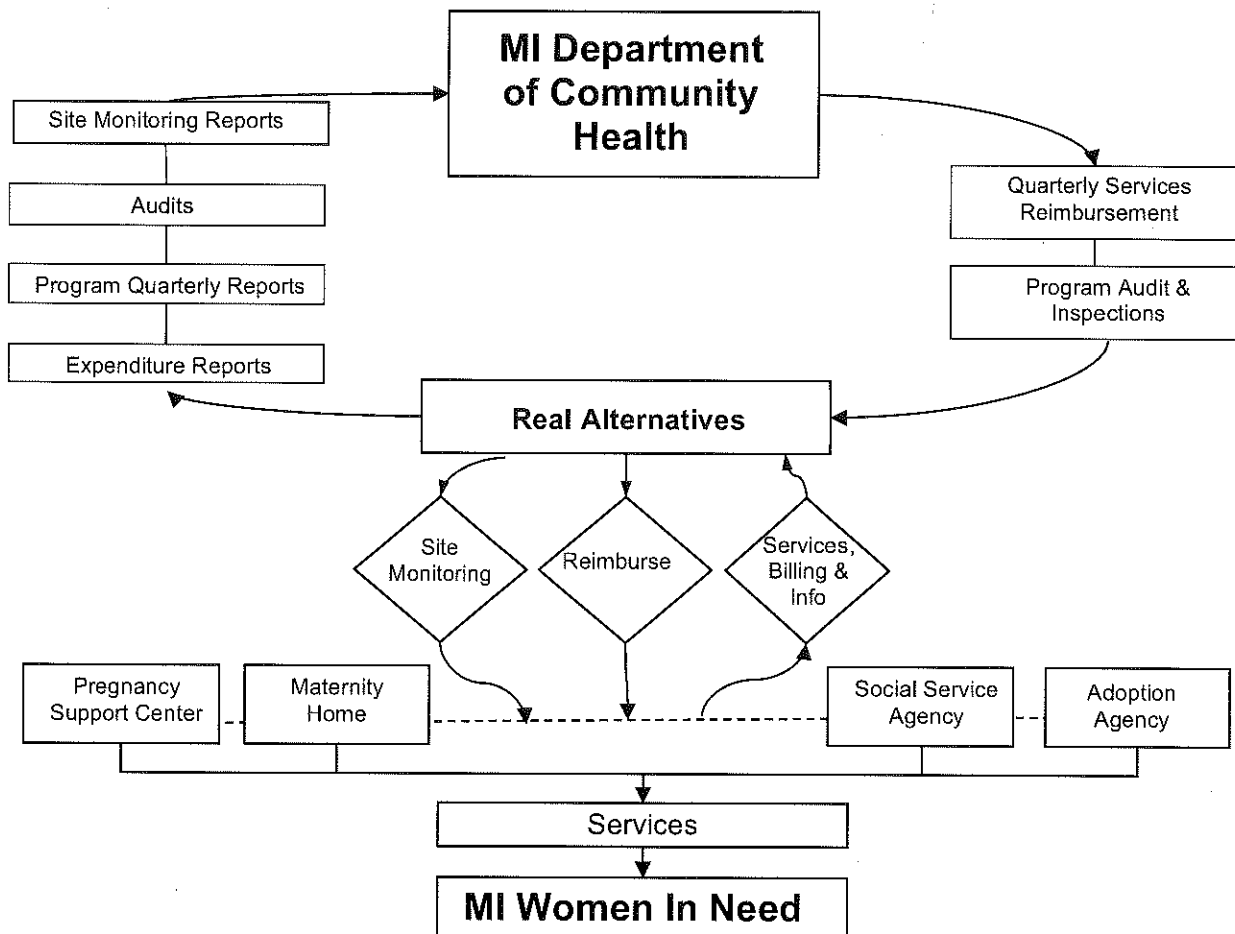 MI Department
of Community
Health
Site Monitoring Reports
Audits
Program Quarterly Reports
Expenditure Reports
Quarterly Services
Reimbursement
Program Audit &
Inspections
Real Alternatives
Site
Monitoring
Reimburse
Services,
Billing &
Info
Pregnancy
Support Center
Maternity
Home
Social Service
Agency
Adoption
Agency
Services
MI Women In Need